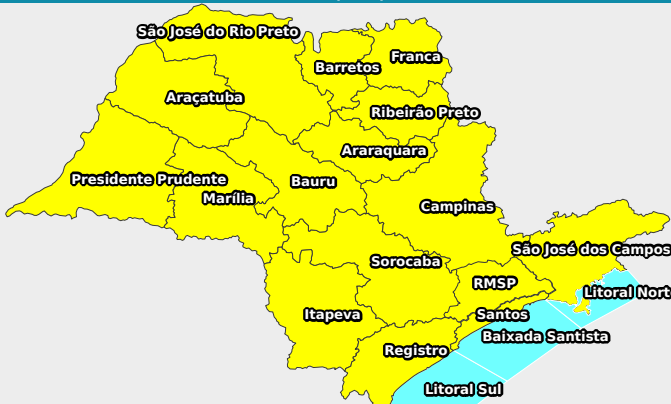 São José do Rio Preto
Franca
Barretos
Araçatuba
Ribeirão Preto
Araraquara
Presidente Prudente
Bauru
Marília
Campinas
São José dos Campos
Sorocaba
RMSP
Litoral Nort
Itapeva
Santos
Baixada Santista
Registro
Litoral Sul